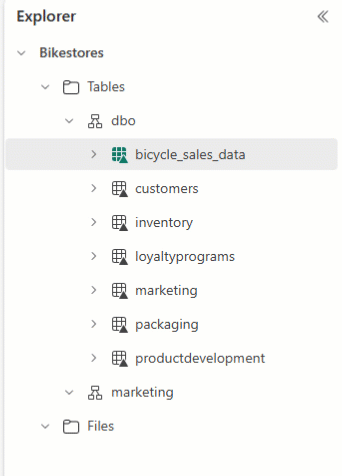 Explorer
Bikestores
Tables
dbo
bicycle_sales_data
customers
inventory
loyaltyprograms
marketing
packaging
productdevelopment
marketing
Files